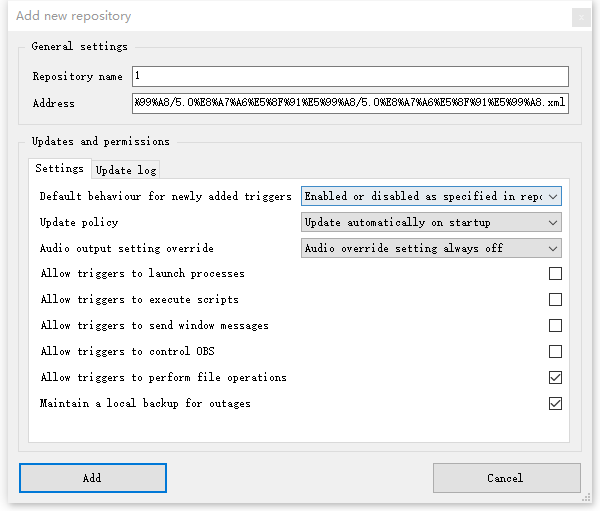 Add new repository
General settings
Repository name 1
Address %99%A8/5.0%E8%A7%A6%E5%8F%91%E5%99%A8/5.0%E8%A7%A6%E5%8F%91%E5%99%A8.xml
Updates and permissions
Settings Update log
Default behaviour for newly added triggers Enabled or disabled as specified in repo
Update policy Update automatically on startup
Audio output setting override Audio override setting always off
Allow triggers to launch processes
Allow triggers to execute scripts
Allow triggers to send window messages
Allow triggers to control OBS
Allow triggers to perform file operations
Maintain a local backup for outages
Add Cancel